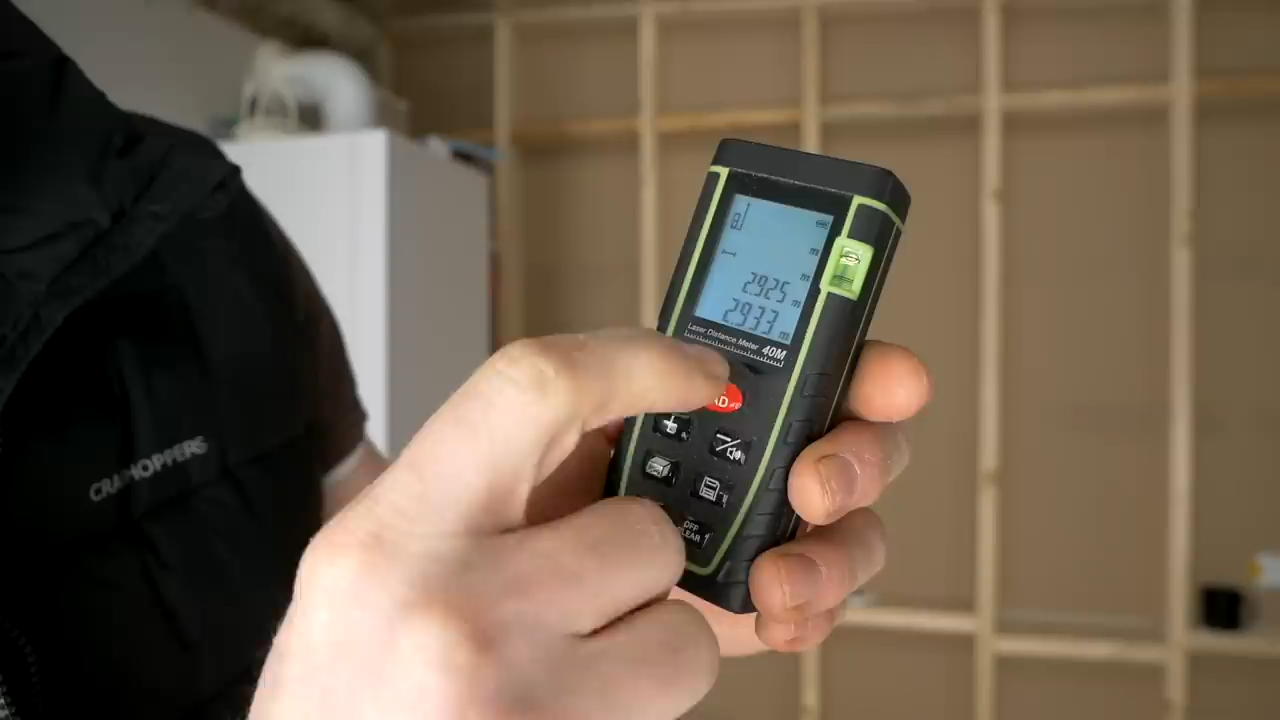 m
m
2.925 m
2.933 m
Laser Distance Meter 40M
OFF
CLEAR
CRAGHOPPERS